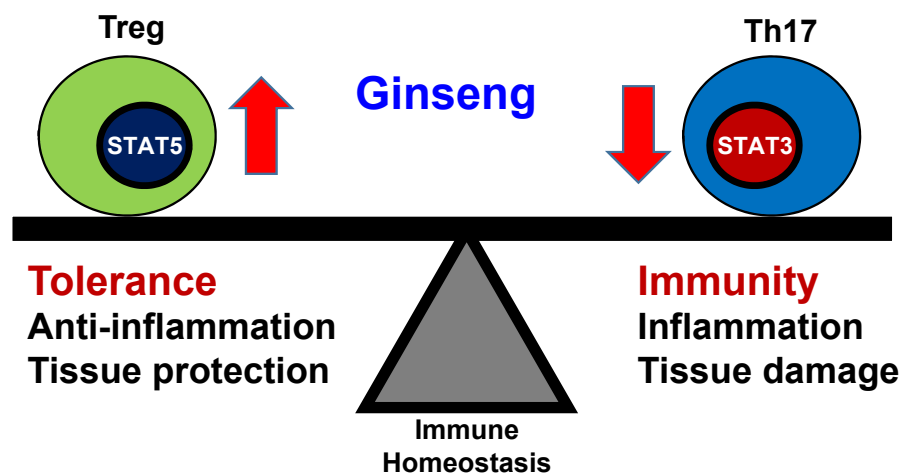 Treg
Th17
Ginseng
STAT5
STAT3
Tolerance
Anti-inflammation
Tissue protection
Immunity
Inflammation
Tissue damage
Immune
Homeostasis